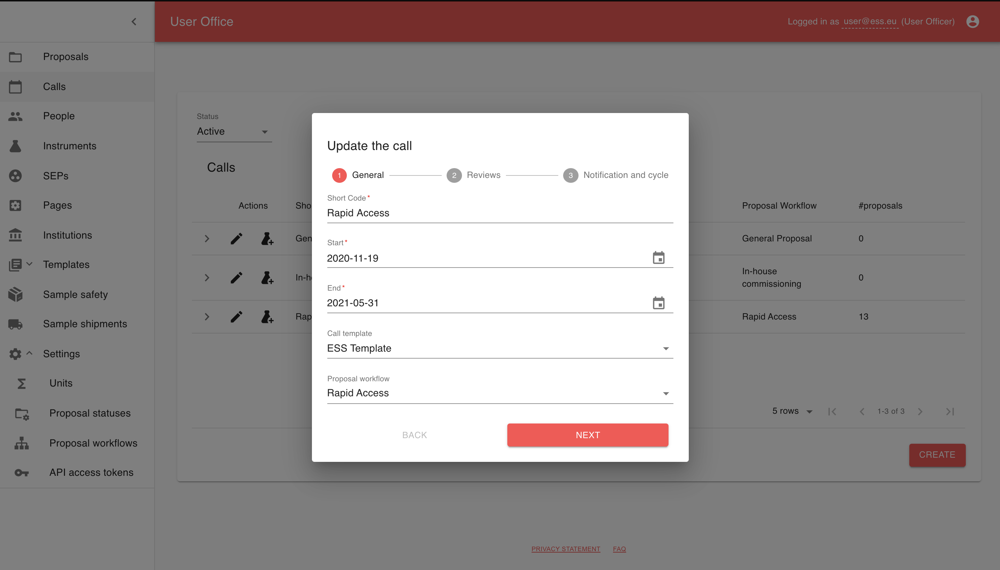 User Office
Logged in as user@ess.eu (User Officer)
Proposals
Calls
People
Instruments
SEPs
Pages
Institutions
Templates
Sample safety
Sample shipments
Settings
Units
Proposal statuses
Proposal workflows
API access tokens
Status
Active
Calls
Actions
Sho
Proposal Workflow
#proposals
Gen
General Proposal
0
In-h
In-house
commissioning
0
Rap
Rapid Access
13
5 rows
1-3 of 3
CREATE
Update the call
1 General
2 Reviews
3 Notification and cycle
Short Code*
Rapid Access
Start*
2020-11-19
End*
2021-05-31
Call template
ESS Template
Proposal workflow
Rapid Access
BACK
NEXT
PRIVACY STATEMENT
FAQ